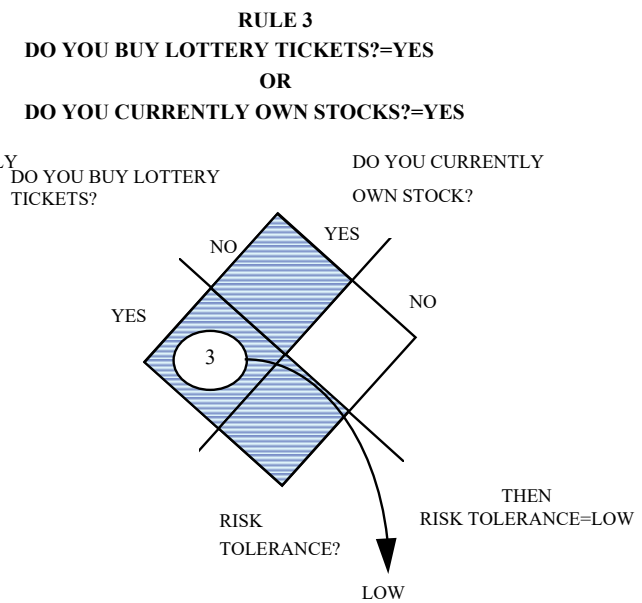 RULE 3
DO YOU BUY LOTTERY TICKETS?=YES
OR
DO YOU CURRENTLY OWN STOCKS?=YES
LY
DO YOU BUY LOTTERY
TICKETS?
DO YOU CURRENTLY
OWN STOCK?
NO
YES
YES
NO
3
RISK
TOLERANCE?
THEN
RISK TOLERANCE=LOW
LOW